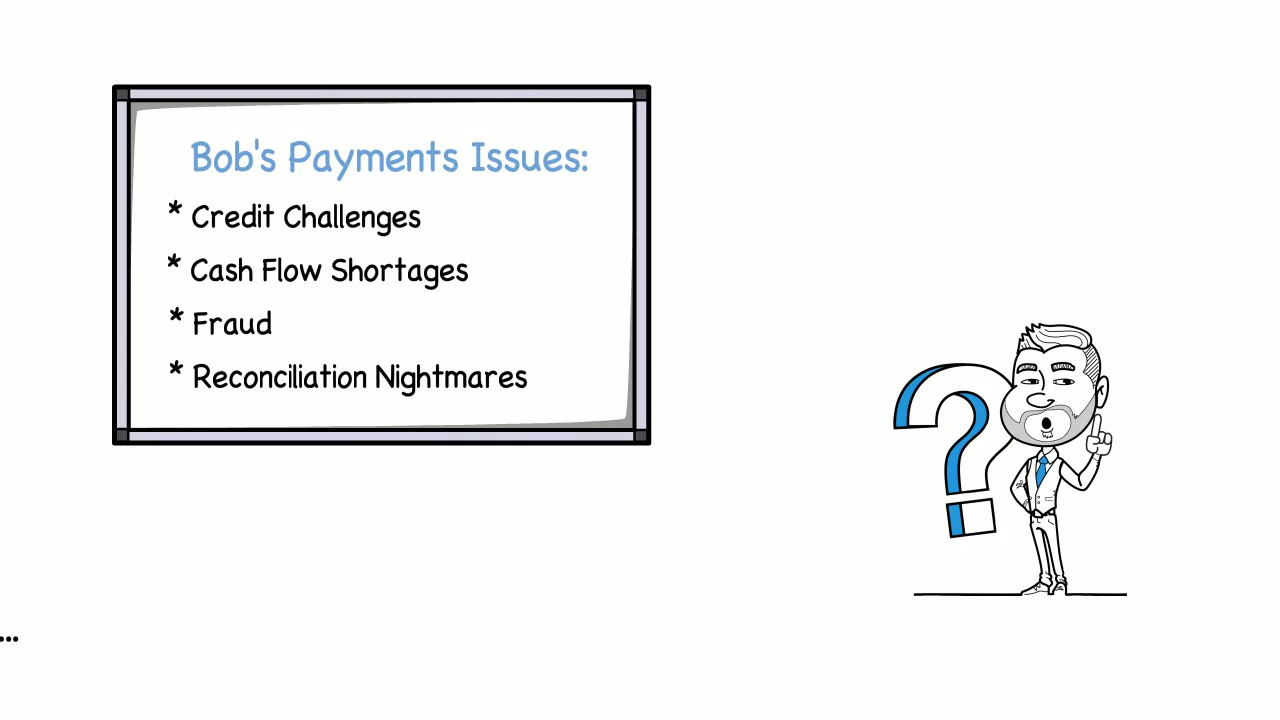 Bob's Payments Issues:
* Credit Challenges
* Cash Flow Shortages
* Fraud
* Reconciliation Nightmares
...